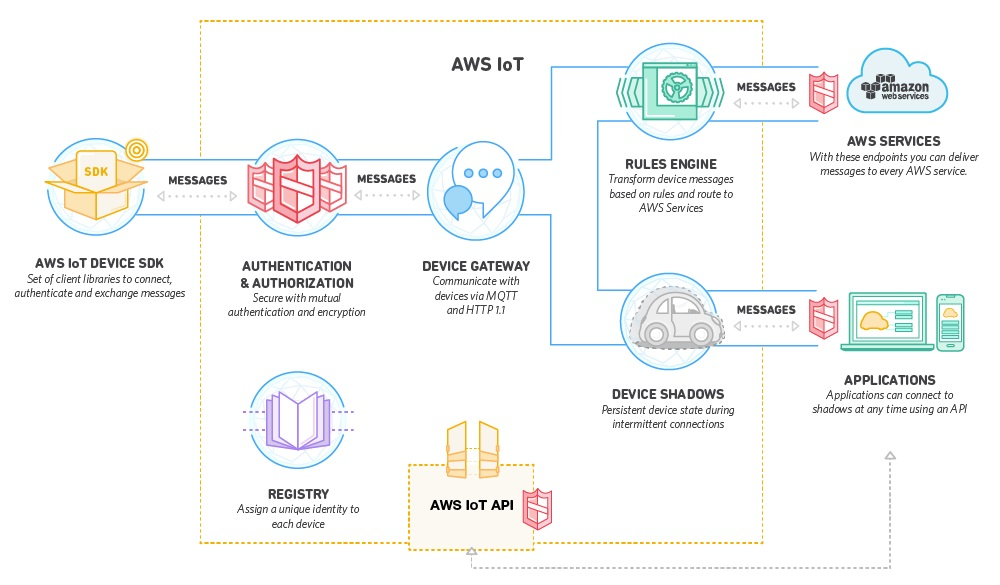 AWS IoT
SDK
MESSAGES
MESSAGES
MESSAGES
amazon
web services
AWS SERVICES
With these endpoints you can deliver
messages to every AWS service.
RULES ENGINE
Transform device messages
based on rules and route to
AWS Services
AWS IoT DEVICE SDK
Set of client libraries to connect,
authenticate and exchange messages
AUTHENTICATION
& AUTHORIZATION
Secure with mutual
authentication and encryption
DEVICE GATEWAY
Communicate with
devices via MQTT
and HTTP 1.1
MESSAGES
DEVICE SHADOWS
Persistent device state during
intermittent connections
APPLICATIONS
Applications can connect to
shadows at any time using an API
REGISTRY
Assign a unique identity to
each device
AWS IoT API